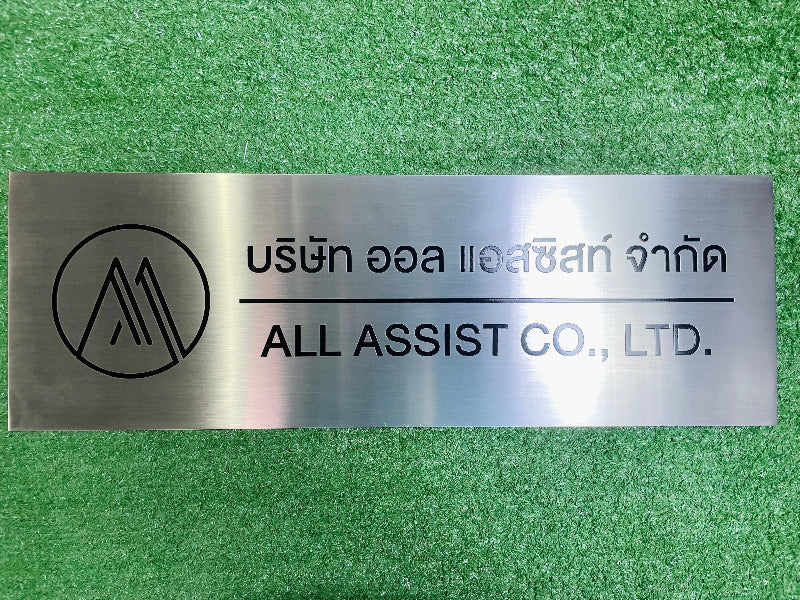 บริษัท ออล แอสซิสท์ จำกัด
ALL ASSIST CO., LTD.